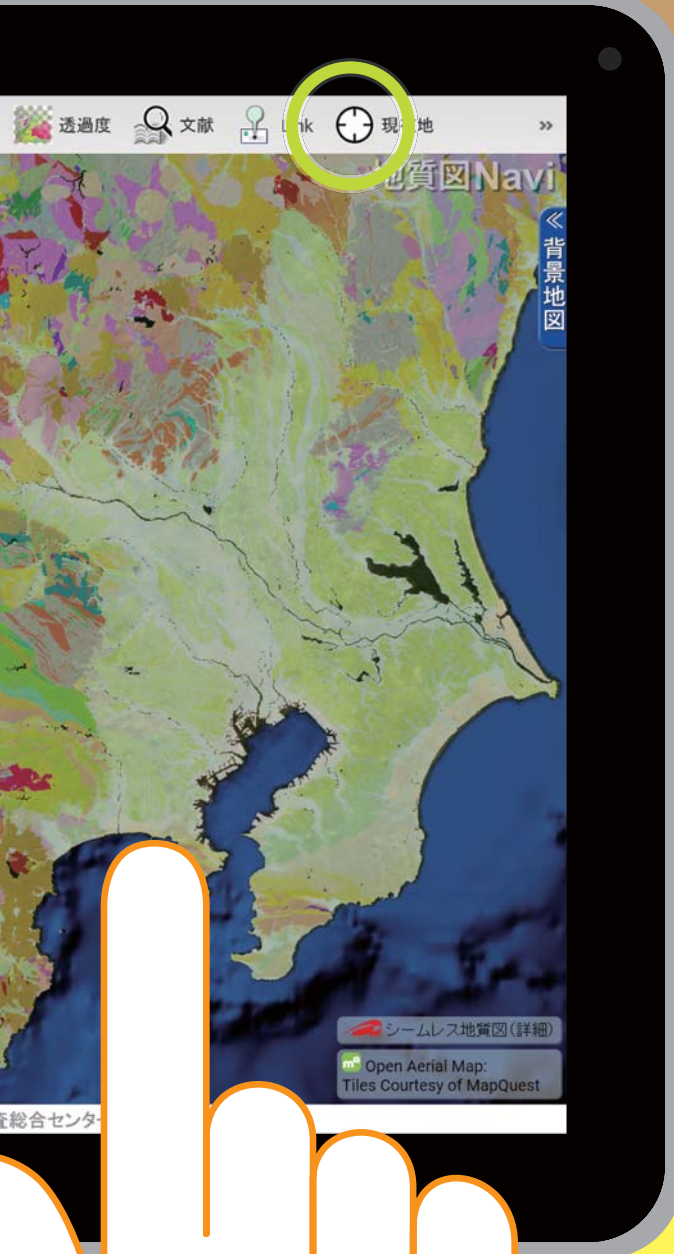 透過度 文献 Link 現在地 »
地質図Navi
《 背景地図
シームレス地質図(詳細)
Open Aerial Map:
Tiles Courtesy of MapQuest
査総合センター